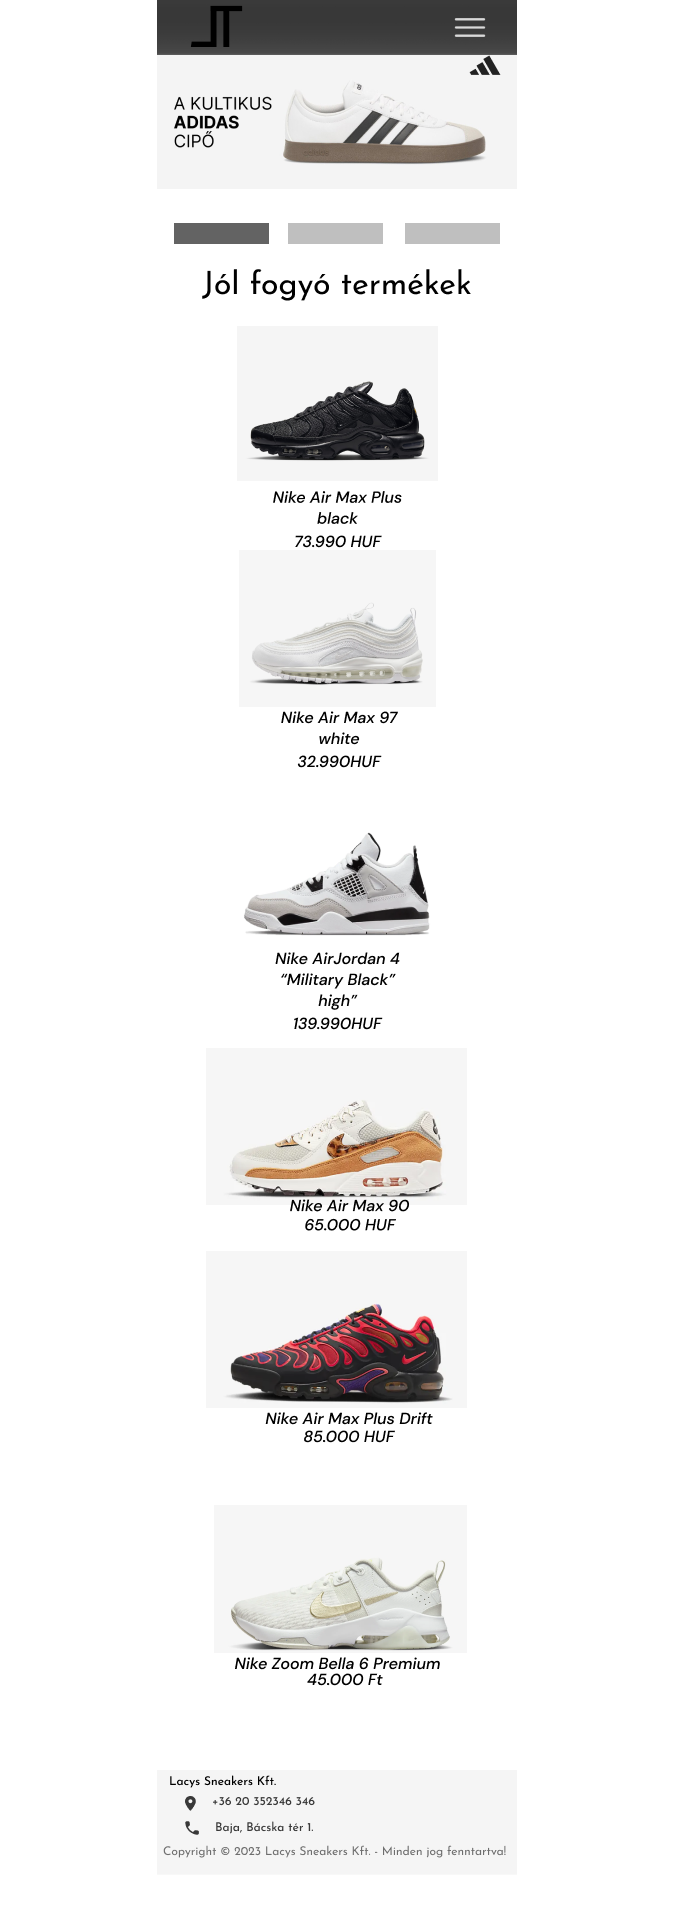 A KULTIKUS
ADIDAS
CIPŐ
Jól fogyó termékek
Nike Air Max Plus
black
73.990 HUF
Nike Air Max 97
white
32.990HUF
Nike AirJordan 4
“Military Black”
high”
139.990HUF
Nike Air Max 90
65.000 HUF
Nike Air Max Plus Drift
85.000 HUF
Nike Zoom Bella 6 Premium
45.000 Ft
Lacys Sneakers Kft.
+36 20 352346 346
Baja, Bácska tér 1.
Copyright © 2023 Lacys Sneakers Kft. - Minden jog fenntartva!